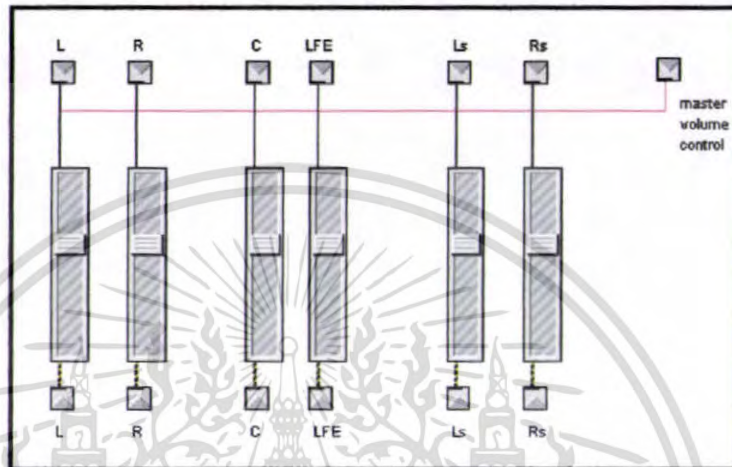 L R C LFE Ls Rs
master
volume
control
L R C LFE Ls Rs